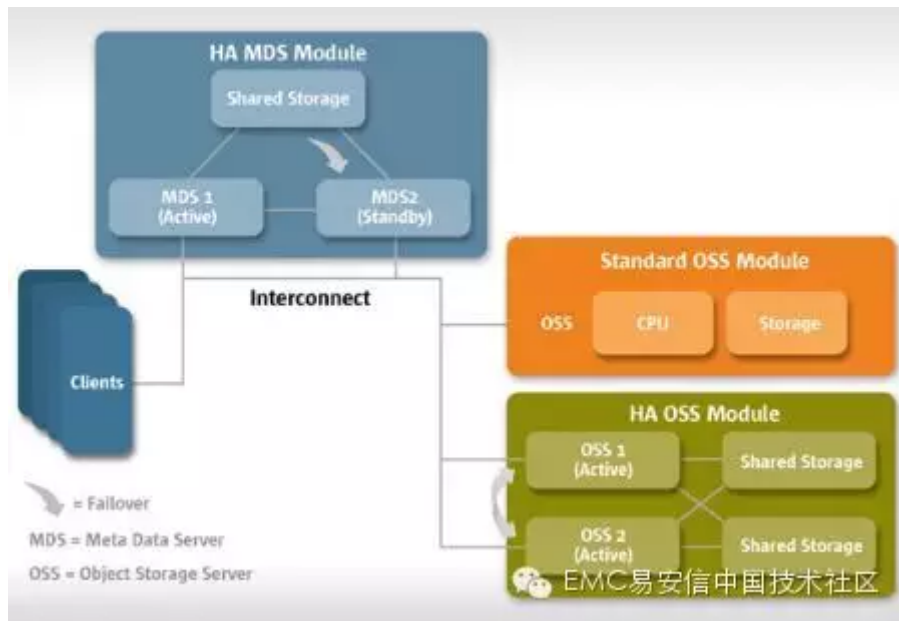 HA MDS Module
Shared Storage
MDS 1
(Active)
MDS2
(Standby)
Interconnect
Clients
Standard OSS Module
OSS
CPU
Storage
HA OSS Module
OSS 1
(Active)
Shared Storage
OSS 2
(Active)
Shared Storage
= Failover
MDS = Meta Data Server
OSS = Object Storage Server
EMC易安信中国技术社区